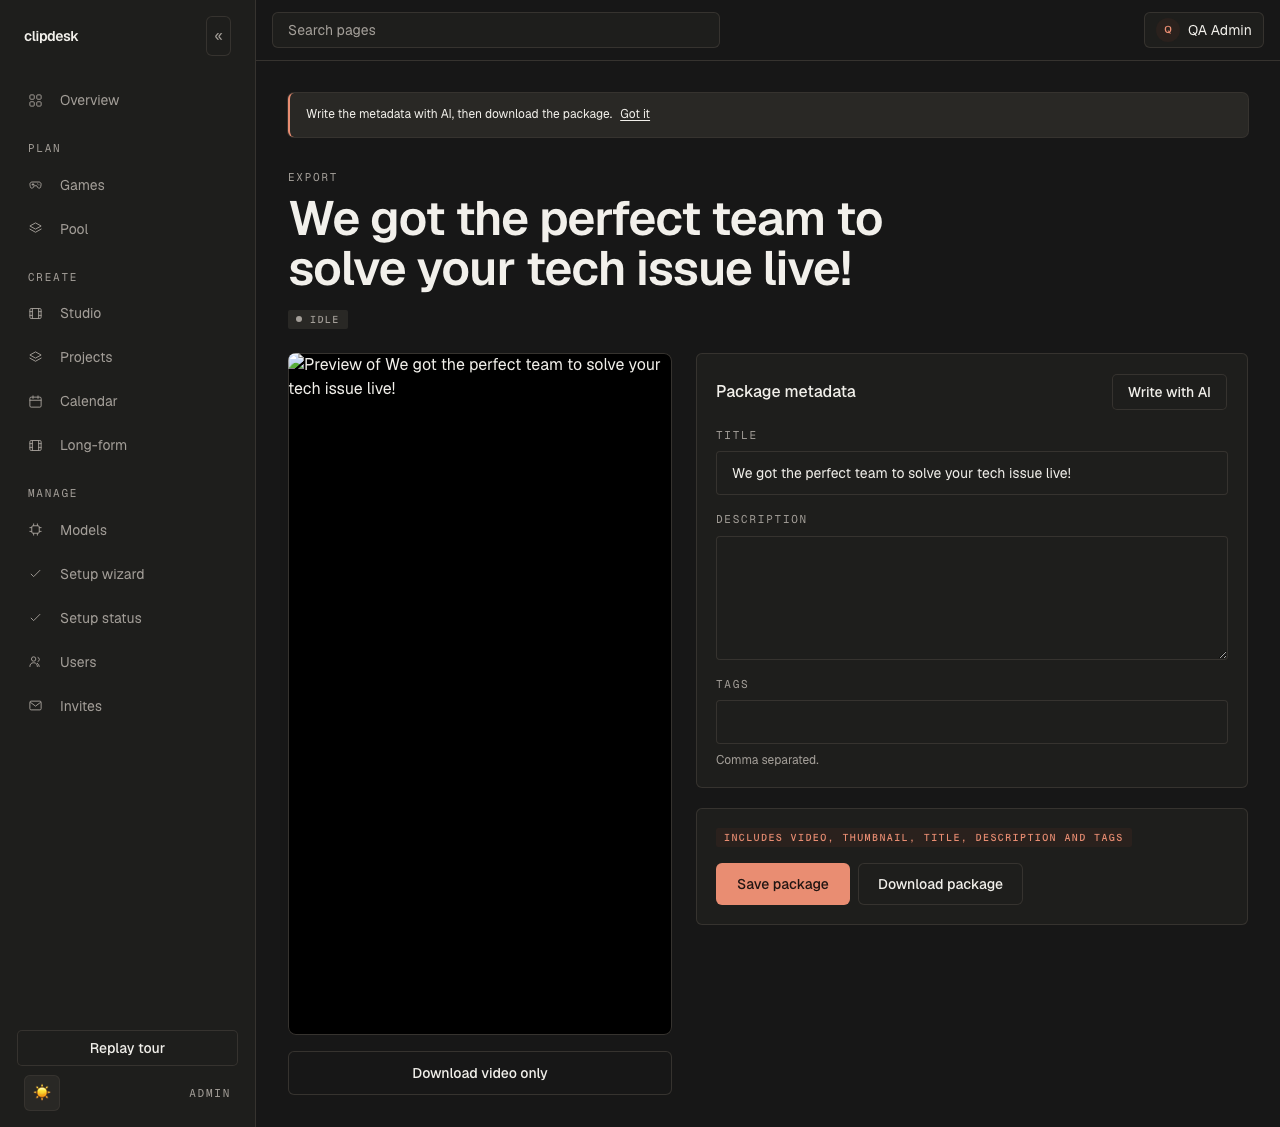 clipdesk
«
Search pages
Q
QA Admin
Overview
PLAN
Games
Pool
CREATE
Studio
Projects
Calendar
Long-form
MANAGE
Models
Setup wizard
Setup status
Users
Invites
Replay tour
ADMIN
Write the metadata with AI, then download the package. Got it
EXPORT
We got the perfect team to
solve your tech issue live!
IDLE
Preview of We got the perfect team to solve your
tech issue live!
Download video only
Package metadata
Write with AI
TITLE
We got the perfect team to solve your tech issue live!
DESCRIPTION
TAGS
Comma separated.
INCLUDES VIDEO, THUMBNAIL, TITLE, DESCRIPTION AND TAGS
Save package
Download package